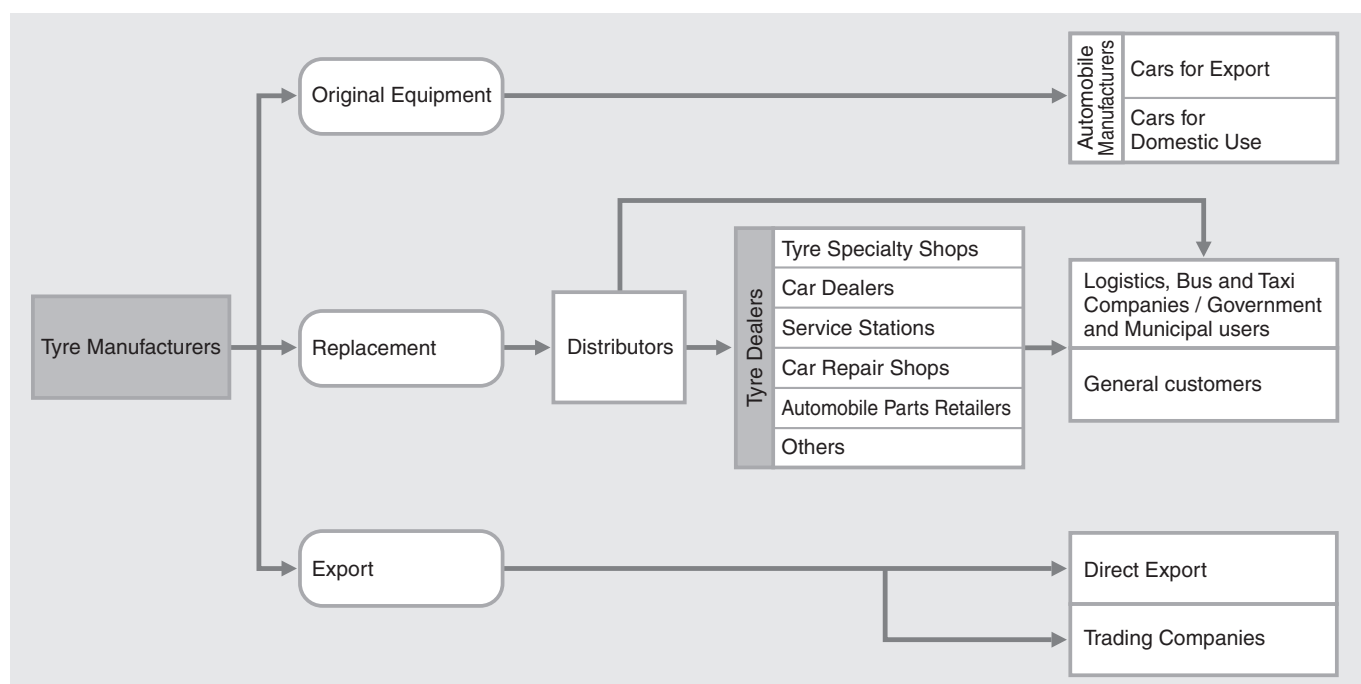 Tyre Manufacturers
Original Equipment
Automobile
Manufacturers
Cars for Export
Cars for
Domestic Use
Replacement
Distributors
Tyre Dealers
Tyre Specialty Shops
Car Dealers
Service Stations
Car Repair Shops
Automobile Parts Retailers
Others
Logistics, Bus and Taxi
Companies / Government
and Municipal users
General customers
Export
Direct Export
Trading Companies